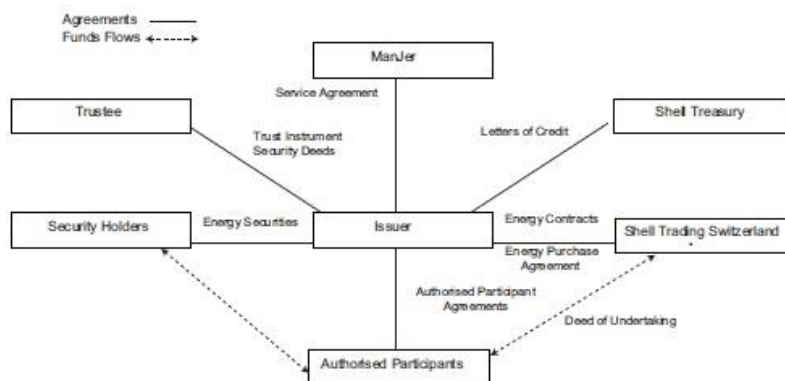 Agreements
Funds Flows
ManJer
Service Agreement
Trustee
Shell Treasury
Trust Instrument
Security Deeds
Letters of Credit
Security Holders
Energy Securities
Issuer
Energy Contracts
Shell Trading Switzerland
Energy Purchase
Agreement
Authorised Participant
Agreements
Deed of Undertaking
Authorised Participants